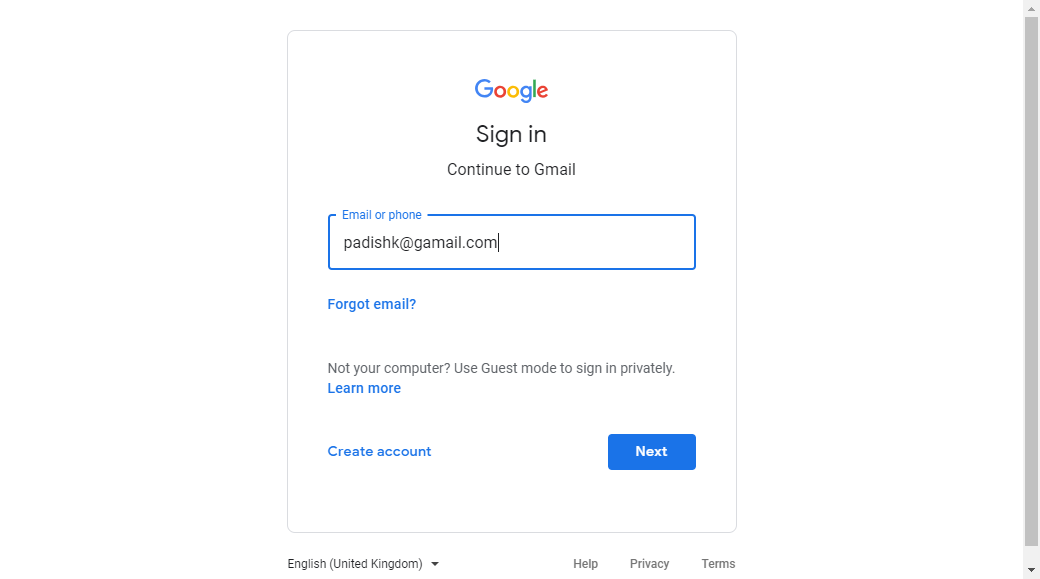 Google
Sign in
Continue to Gmail
Email or phone
padishk@gamail.com
Forgot email?
Not your computer? Use Guest mode to sign in privately.
Learn more
Create account
Next
English (United Kingdom)
Help
Privacy
Terms